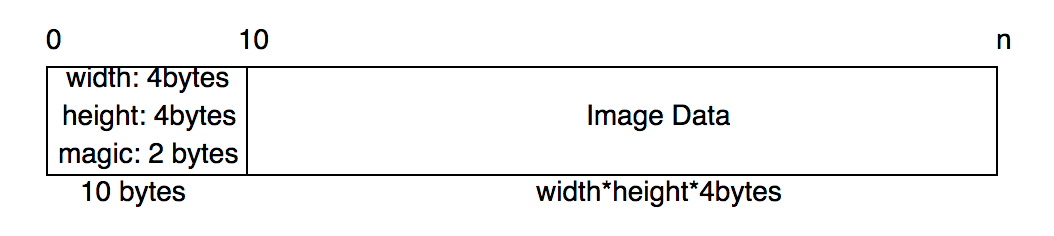 0 10 n
width: 4bytes
height: 4bytes
magic: 2 bytes
Image Data
10 bytes
width*height*4bytes